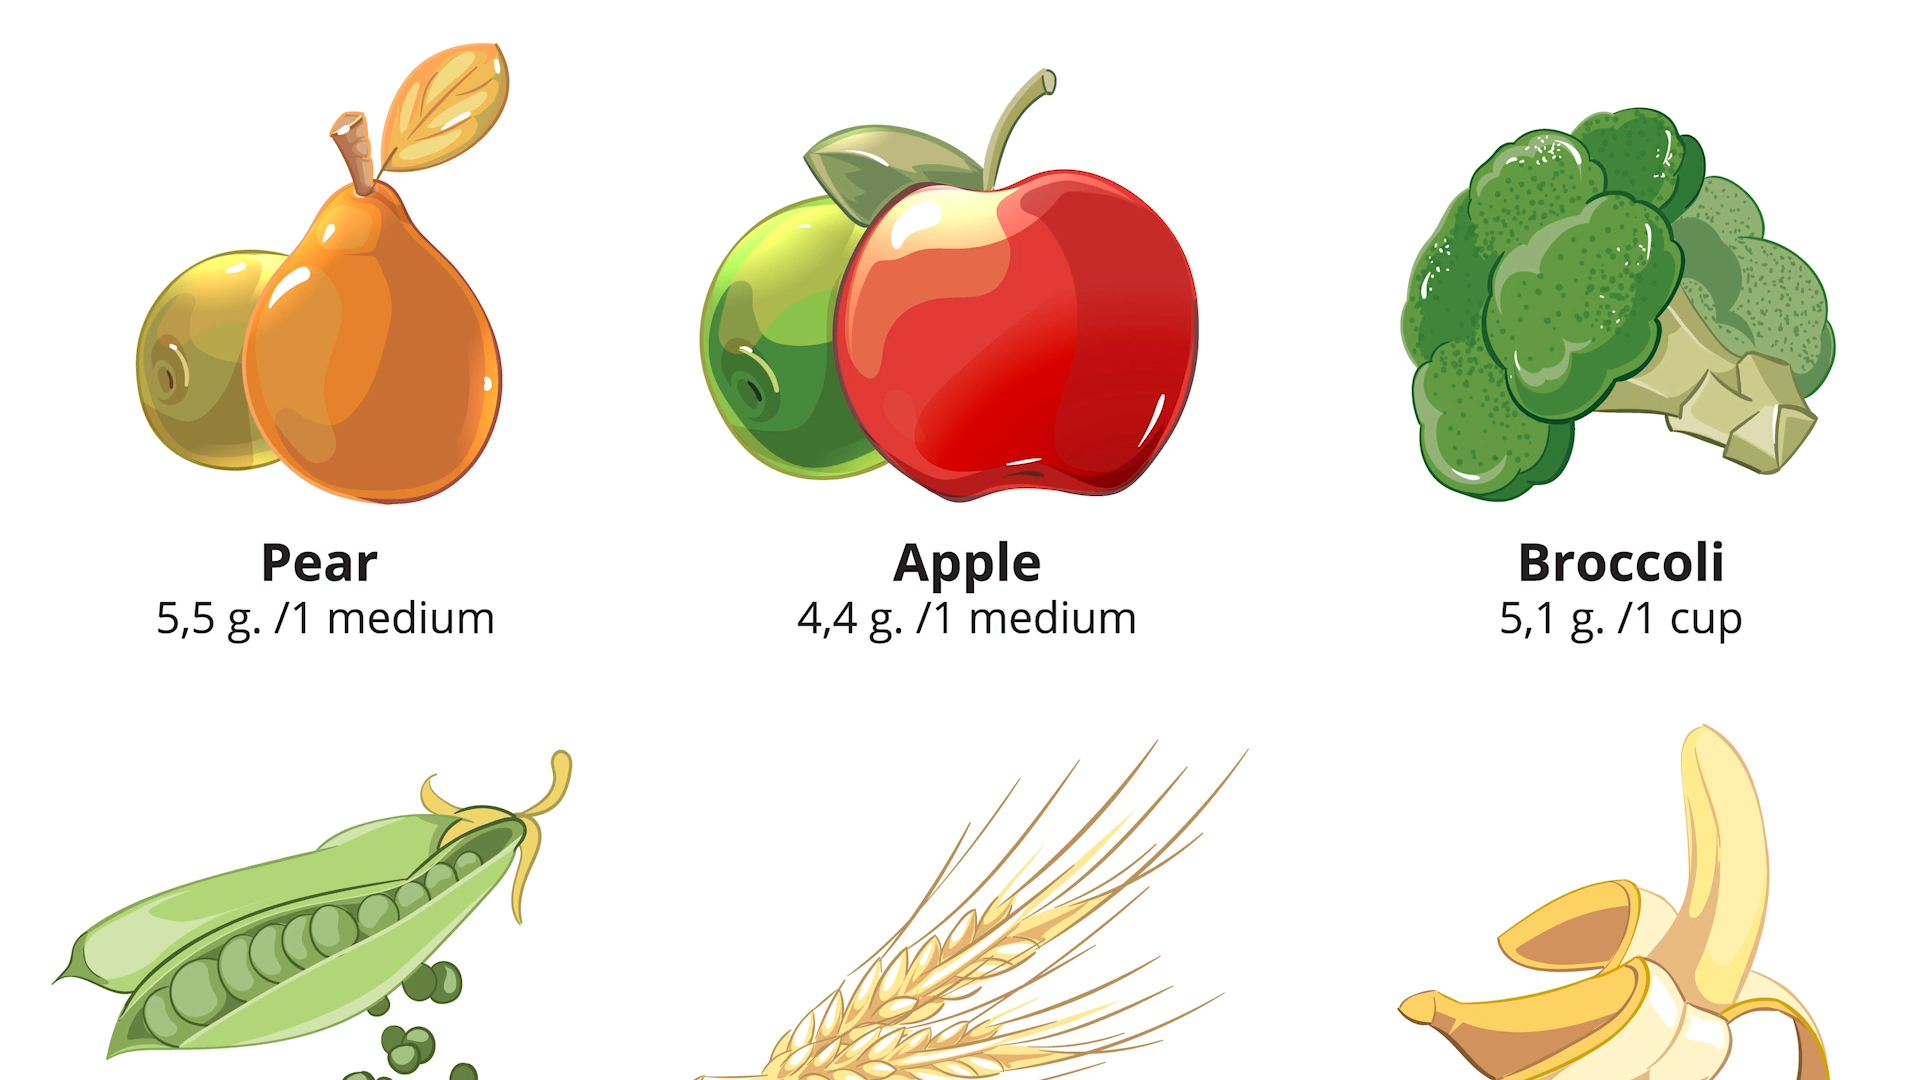 Pear
5,5 g. /1 medium
Apple
4,4 g. /1 medium
Broccoli
5,1 g. /1 cup